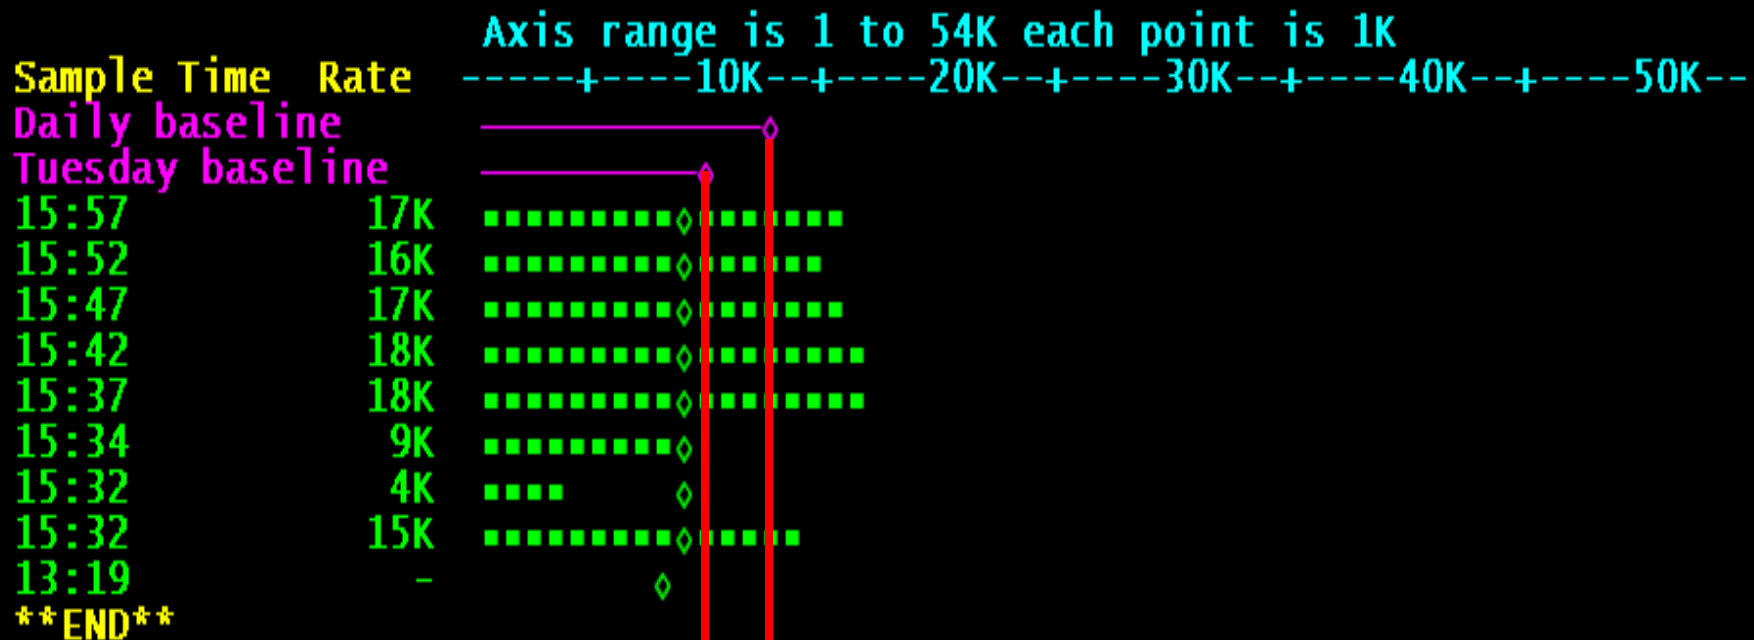 Axis range is 1 to 54K each point is 1K
Sample Time  Rate   -----+----10K--+----20K--+----30K--+----40K--+----50K--
Daily baseline
Tuesday baseline
15:57 17K
15:52 16K
15:47 17K
15:42 18K
15:37 18K
15:34 9K
15:32 4K
15:32 15K
13:19 -
**END**